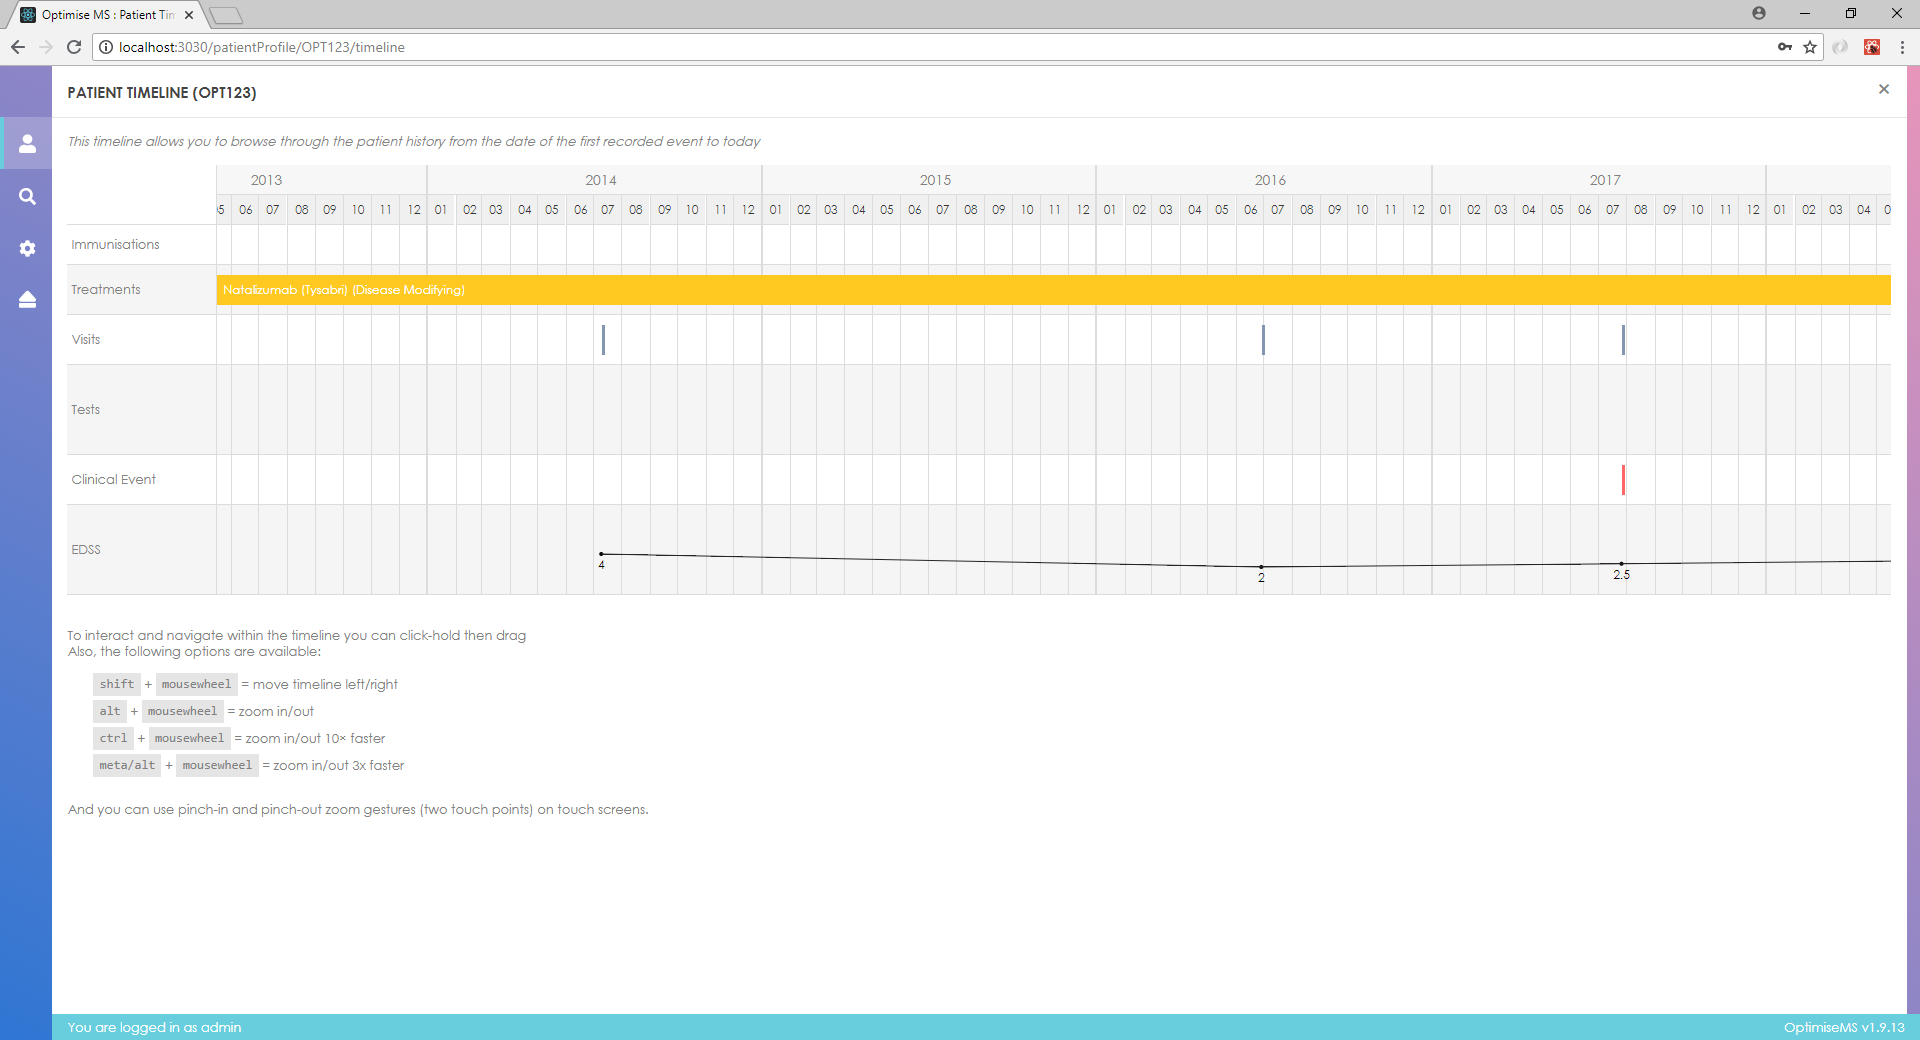 Optimise MS : Patient Tim
localhost:3030/patientProfile/OPT123/timeline
PATIENT TIMELINE (OPT123)
This timeline allows you to browse through the patient history from the date of the first recorded event to today
2013 2014 2015 2016 2017
05 06 07 08 09 10 11 12 01 02 03 04 05 06 07 08 09 10 11 12 01 02 03 04 05 06 07 08 09 10 11 12 01 02 03 04 05 06 07 08 09 10 11 12 01 02 03 04 05 06 07 08 09 10 11 12 01 02 03 04 0
Immunisations
Treatments
Natalizumab (Tysabri) (Disease Modifying)
Visits
Tests
Clinical Event
EDSS
4
2
2.5
To interact and navigate within the timeline you can click-hold then drag
Also, the following options are available:
shift + mousewheel = move timeline left/right
alt + mousewheel = zoom in/out
ctrl + mousewheel = zoom in/out 10× faster
meta/alt + mousewheel = zoom in/out 3x faster
And you can use pinch-in and pinch-out zoom gestures (two touch points) on touch screens.
You are logged in as admin
OptimiseMS v1.9.13